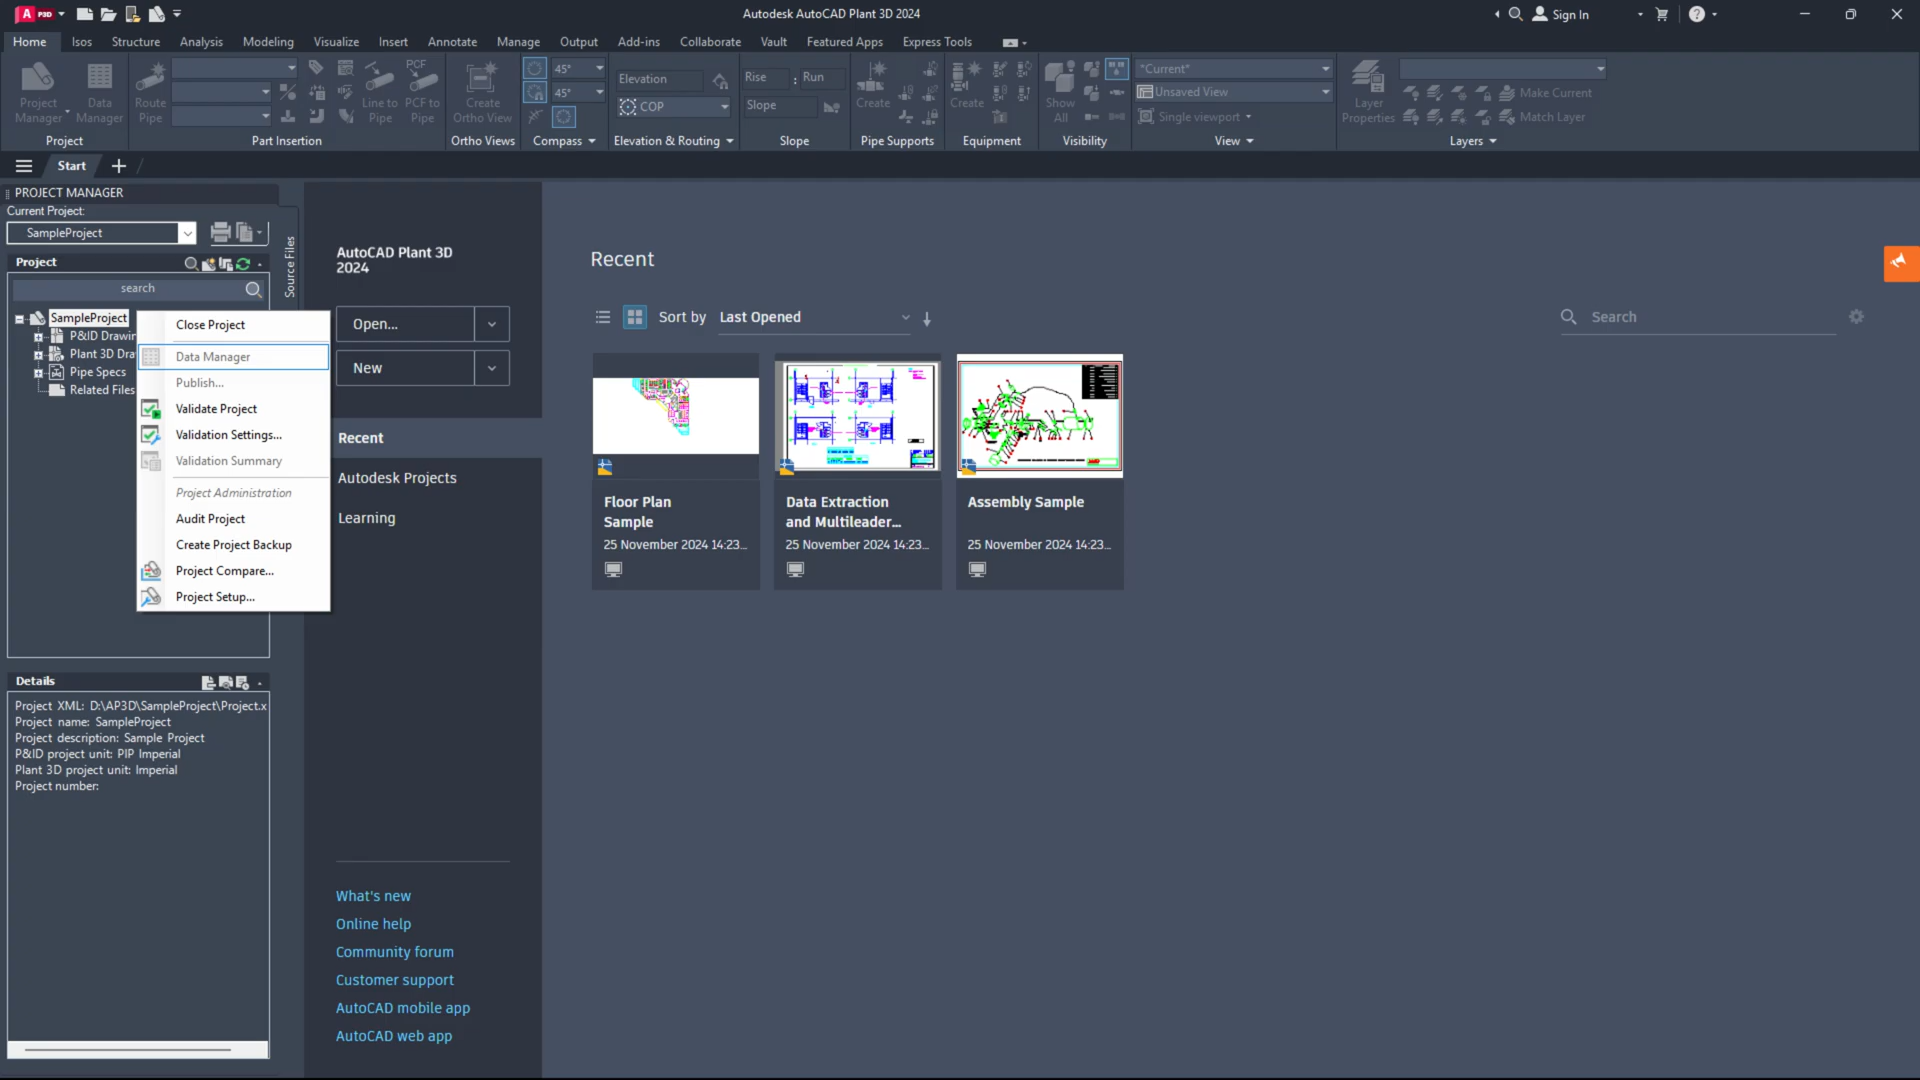 P3D
Autodesk AutoCAD Plant 3D 2024
Sign In
Home
Isos
Structure
Analysis
Modeling
Visualize
Insert
Annotate
Manage
Output
Add-ins
Collaborate
Vault
Featured Apps
Express Tools
Project Manager
Data Manager
Route Pipe
Line to Pipe
PCF
PCF to Pipe
Create Ortho View
45°
45°
Elevation
COP
Rise : Run
Slope
Create
Create
Show All
"Current"
Unsaved View
Single viewport
Layer Properties
Make Current
Match Layer
Project
Part Insertion
Ortho Views
Compass
Elevation & Routing
Slope
Pipe Supports
Equipment
Visibility
View
Layers
Start
PROJECT MANAGER
Current Project:
SampleProject
Source Files
Project
search
SampleProject
P&ID Drawin
Plant 3D Dra
Pipe Specs
Related Files
Close Project
Data Manager
Publish...
Validate Project
Validation Settings...
Validation Summary
Project Administration
Audit Project
Create Project Backup
Project Compare...
Project Setup...
Details
Project XML: D:\AP3D\SampleProject\Project.x
Project name: SampleProject
Project description: Sample Project
P&ID project unit: PIP Imperial
Plant 3D project unit: Imperial
Project number:
AutoCAD Plant 3D
2024
Open...
New
Recent
Autodesk Projects
Learning
What's new
Online help
Community forum
Customer support
AutoCAD mobile app
AutoCAD web app
Recent
Sort by Last Opened
Search
Floor Plan
Sample
25 November 2024 14:23...
Data Extraction
and Multileader...
25 November 2024 14:23...
Assembly Sample
25 November 2024 14:23...